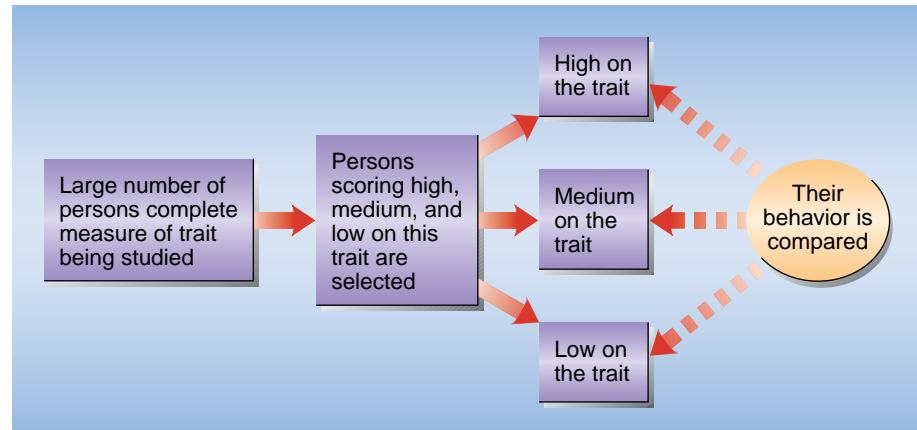 Large number of
persons complete
measure of trait
being studied
Persons
scoring high,
medium, and
low on this
trait are
selected
High on
the trait
Medium
on the
trait
Low on
the trait
Their
behavior is
compared